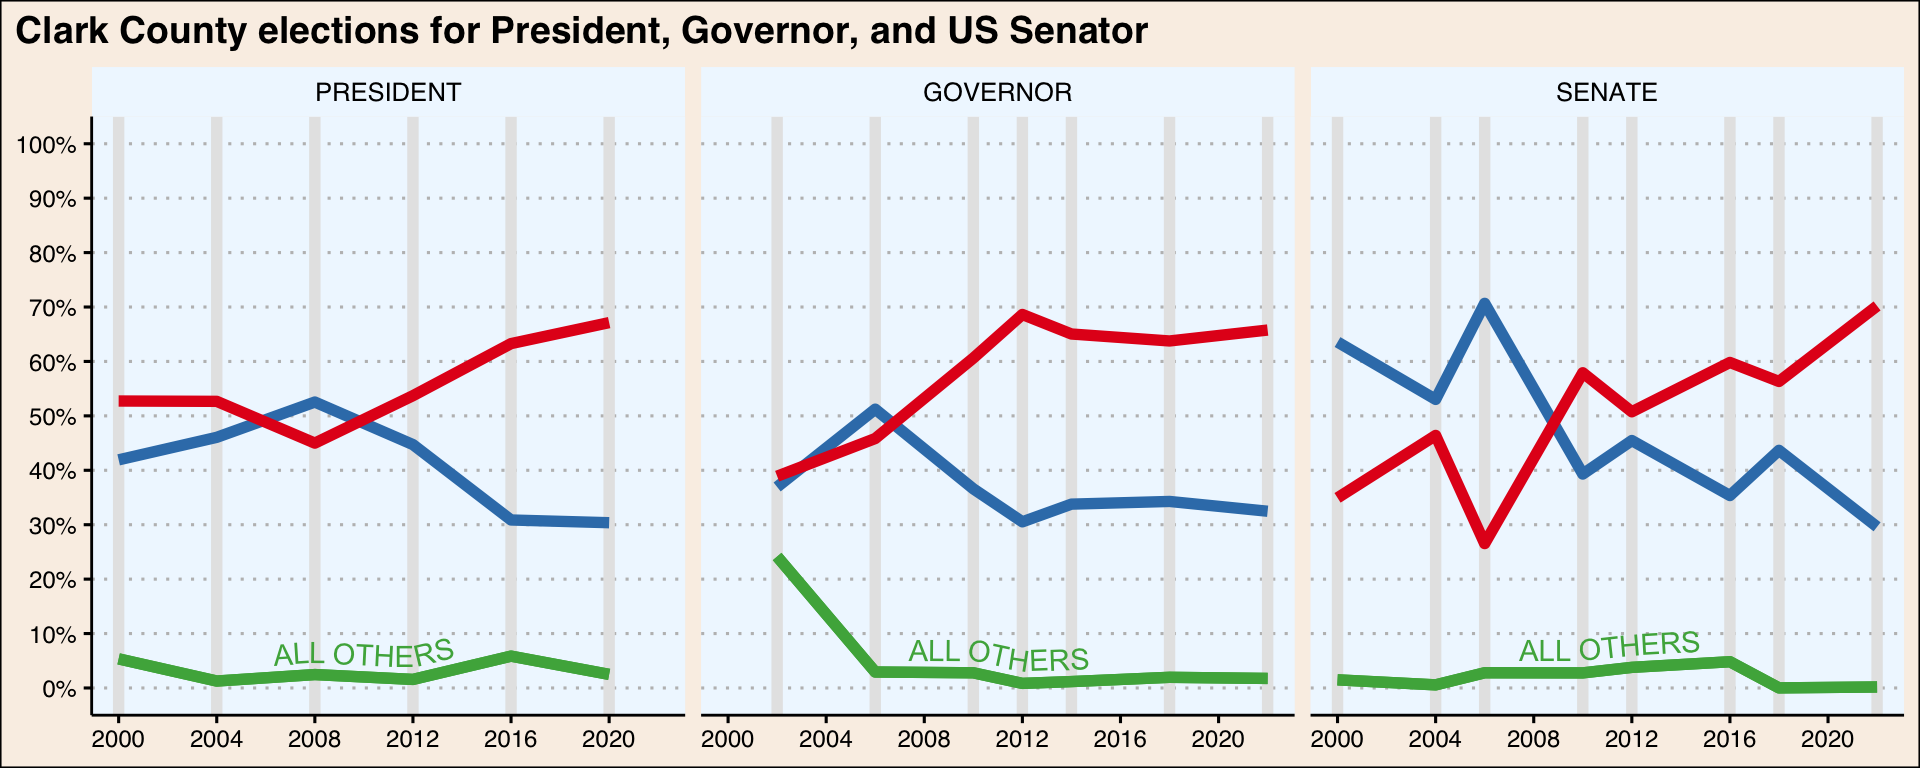 Clark County elections for President, Governor, and US Senator
PRESIDENT
GOVERNOR
SENATE
100%
90%
80%
70%
60%
50%
40%
30%
20%
10%
0%
ALL OTHERS
ALL OTHERS
ALL OTHERS
2000 2004 2008 2012 2016 2020
2000 2004 2008 2012 2016 2020
2000 2004 2008 2012 2016 2020